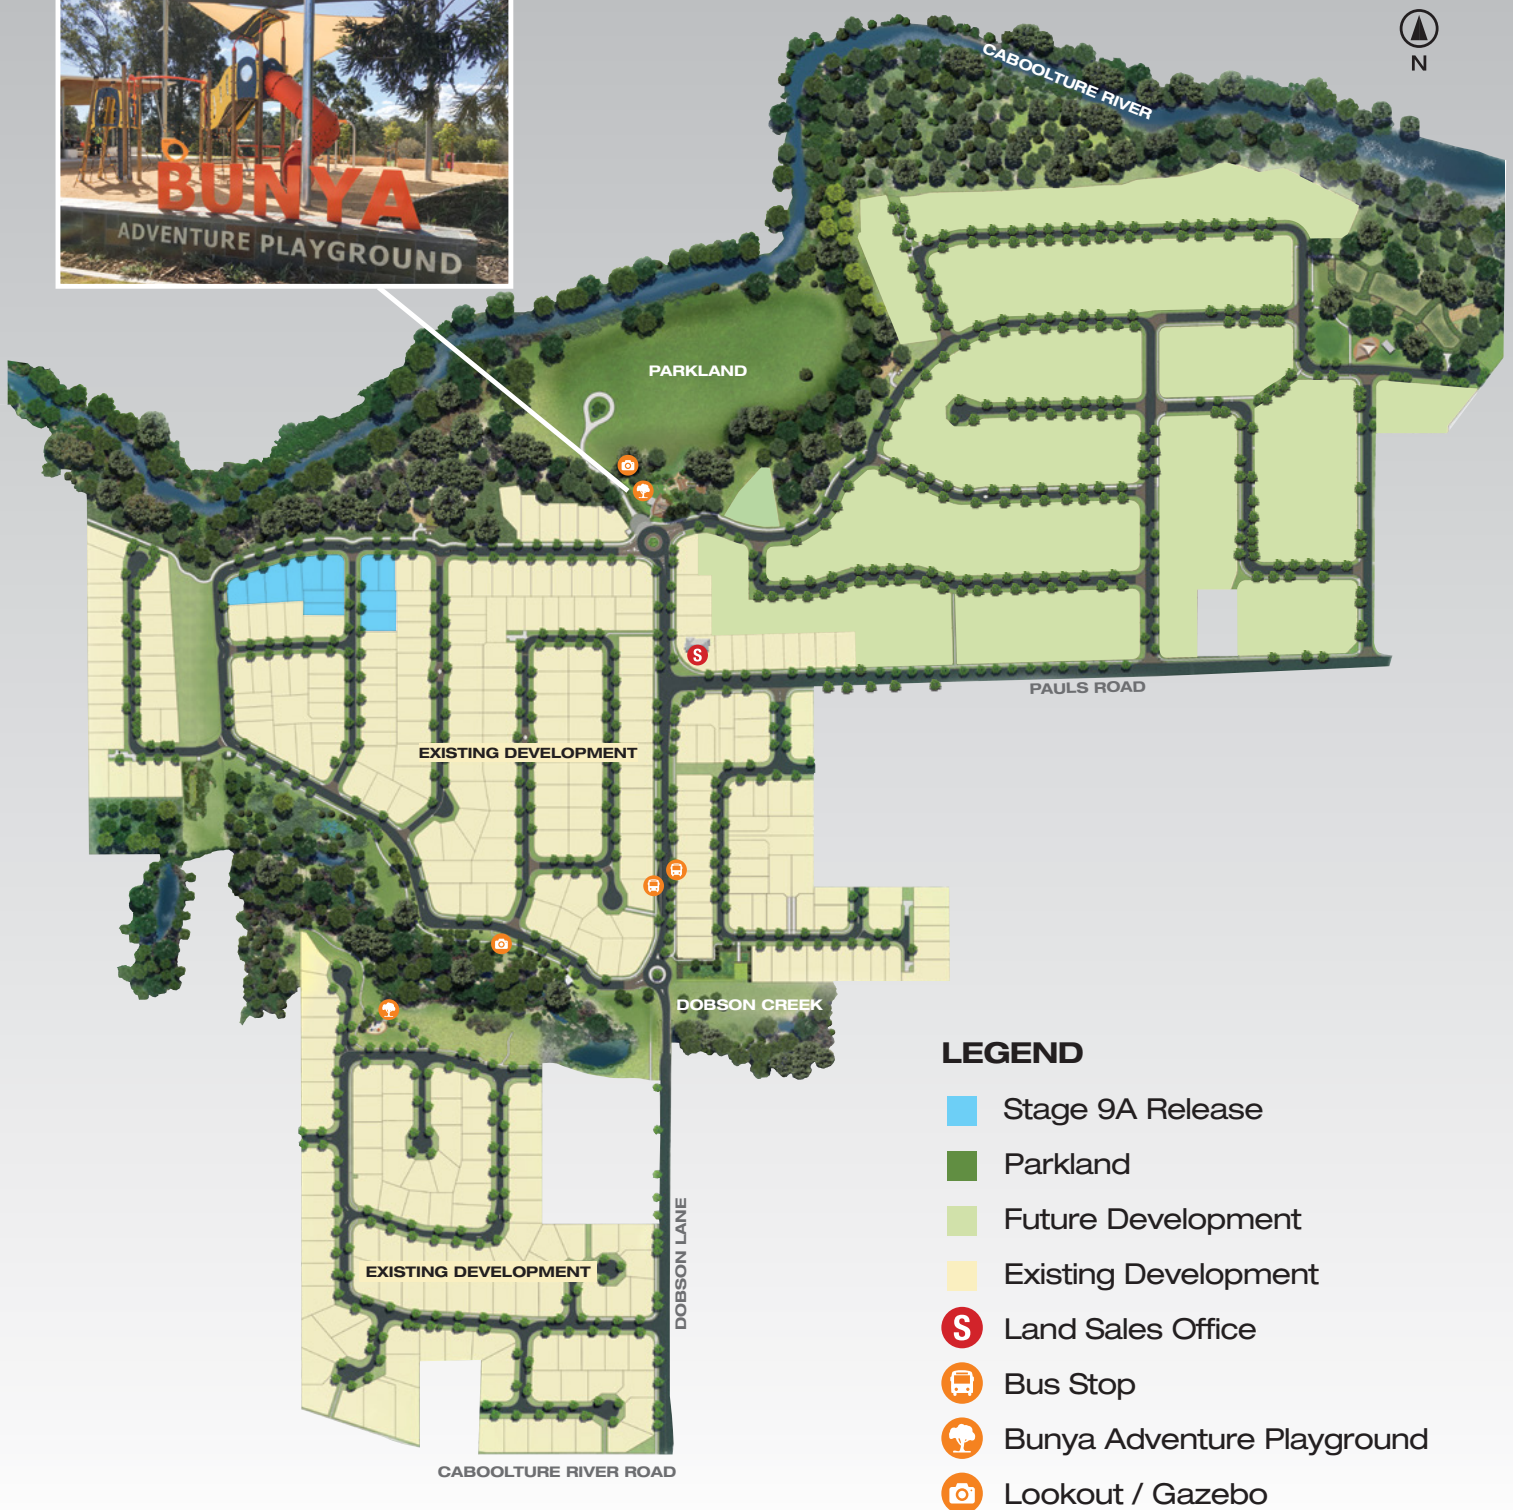 BUNYA
ADVENTURE PLAYGROUND
N
CABOOLTURE RIVER
PARKLAND
S
PAULS ROAD
EXISTING DEVELOPMENT
DOBSON CREEK
DOBSON LANE
EXISTING DEVELOPMENT
CABOOLTURE RIVER ROAD
LEGEND
Stage 9A Release
Parkland
Future Development
Existing Development
S Land Sales Office
Bus Stop
Bunya Adventure Playground
Lookout / Gazebo